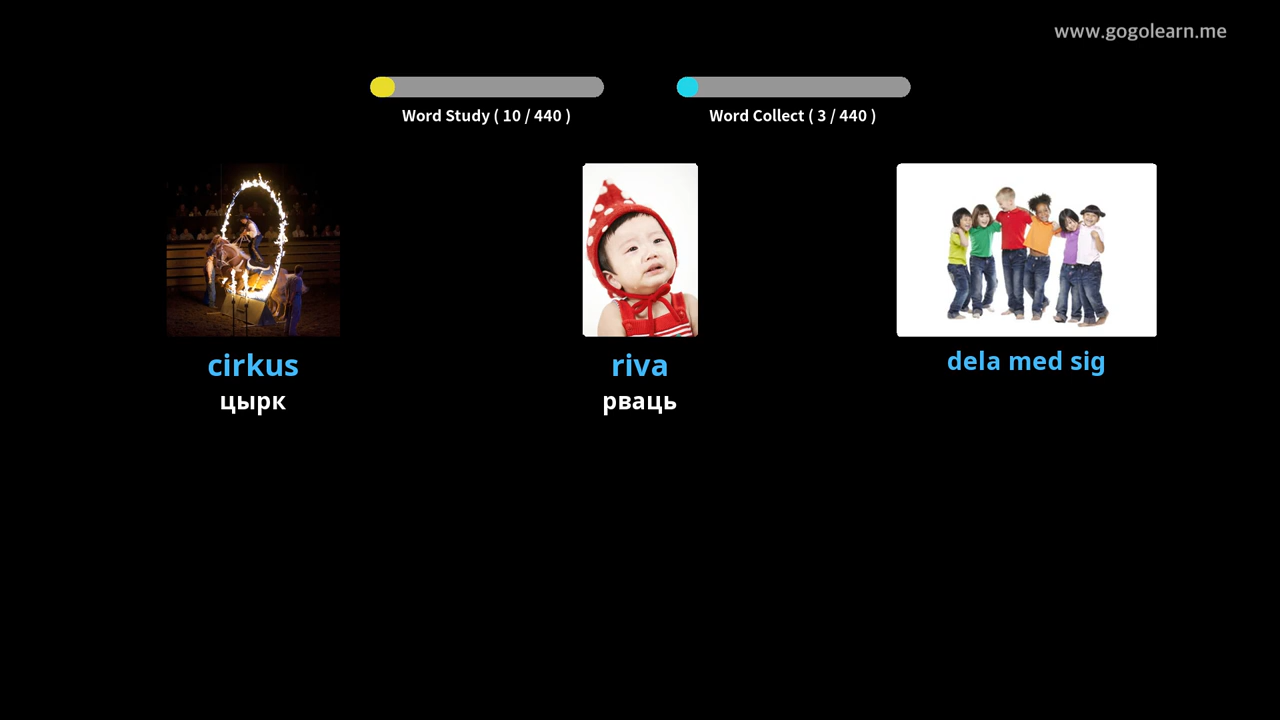 www.gogolearn.me
Word Study ( 10 / 440 )
Word Collect ( 3 / 440 )
cirkus
цырк
riva
рваць
dela med sig